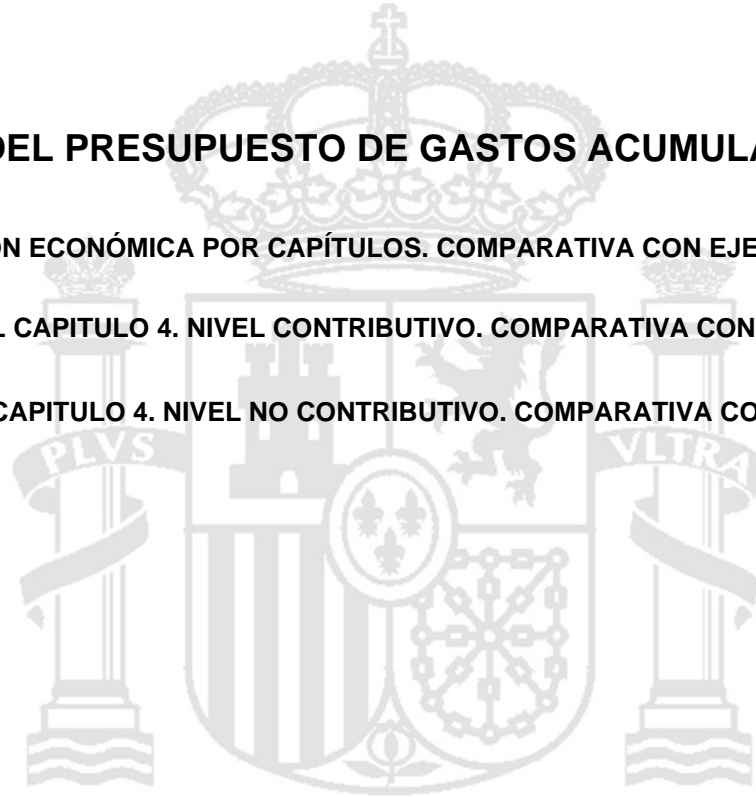 DEL PRESUPUESTO DE GASTOS ACUMULA
ÓN ECONÓMICA POR CAPÍTULOS. COMPARATIVA CON EJE
L CAPITULO 4. NIVEL CONTRIBUTIVO. COMPARATIVA CON
CAPITULO 4. NIVEL NO CONTRIBUTIVO. COMPARATIVA CO
PLVS VLTRA